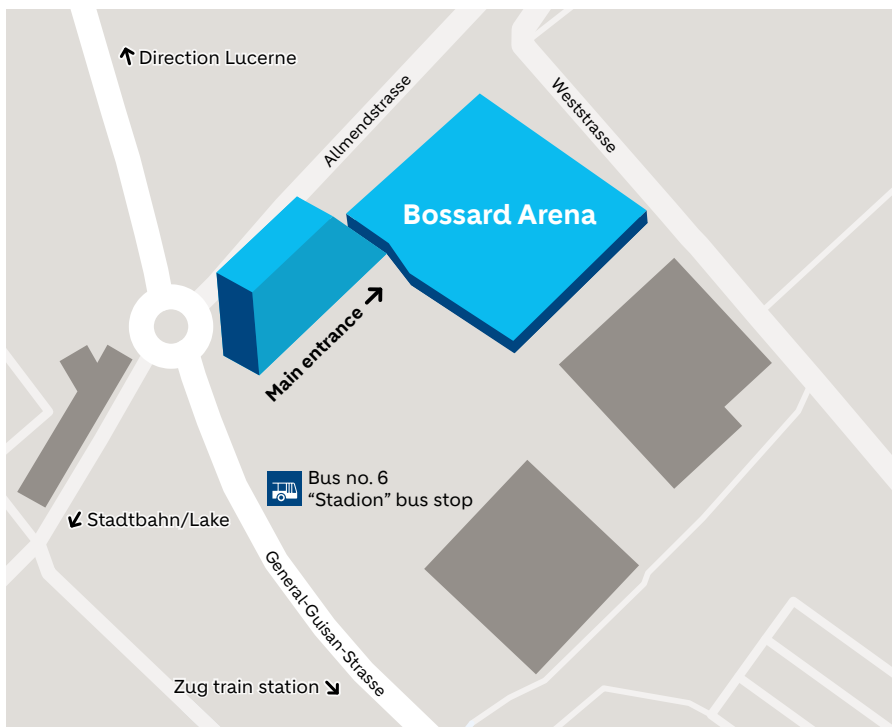 Direction Lucerne
Allmendstrasse
Weststrasse
Bossard Arena
Main entrance
Bus no. 6
“Stadion” bus stop
Stadtbahn/Lake
General-Guisan-Strasse
Zug train station